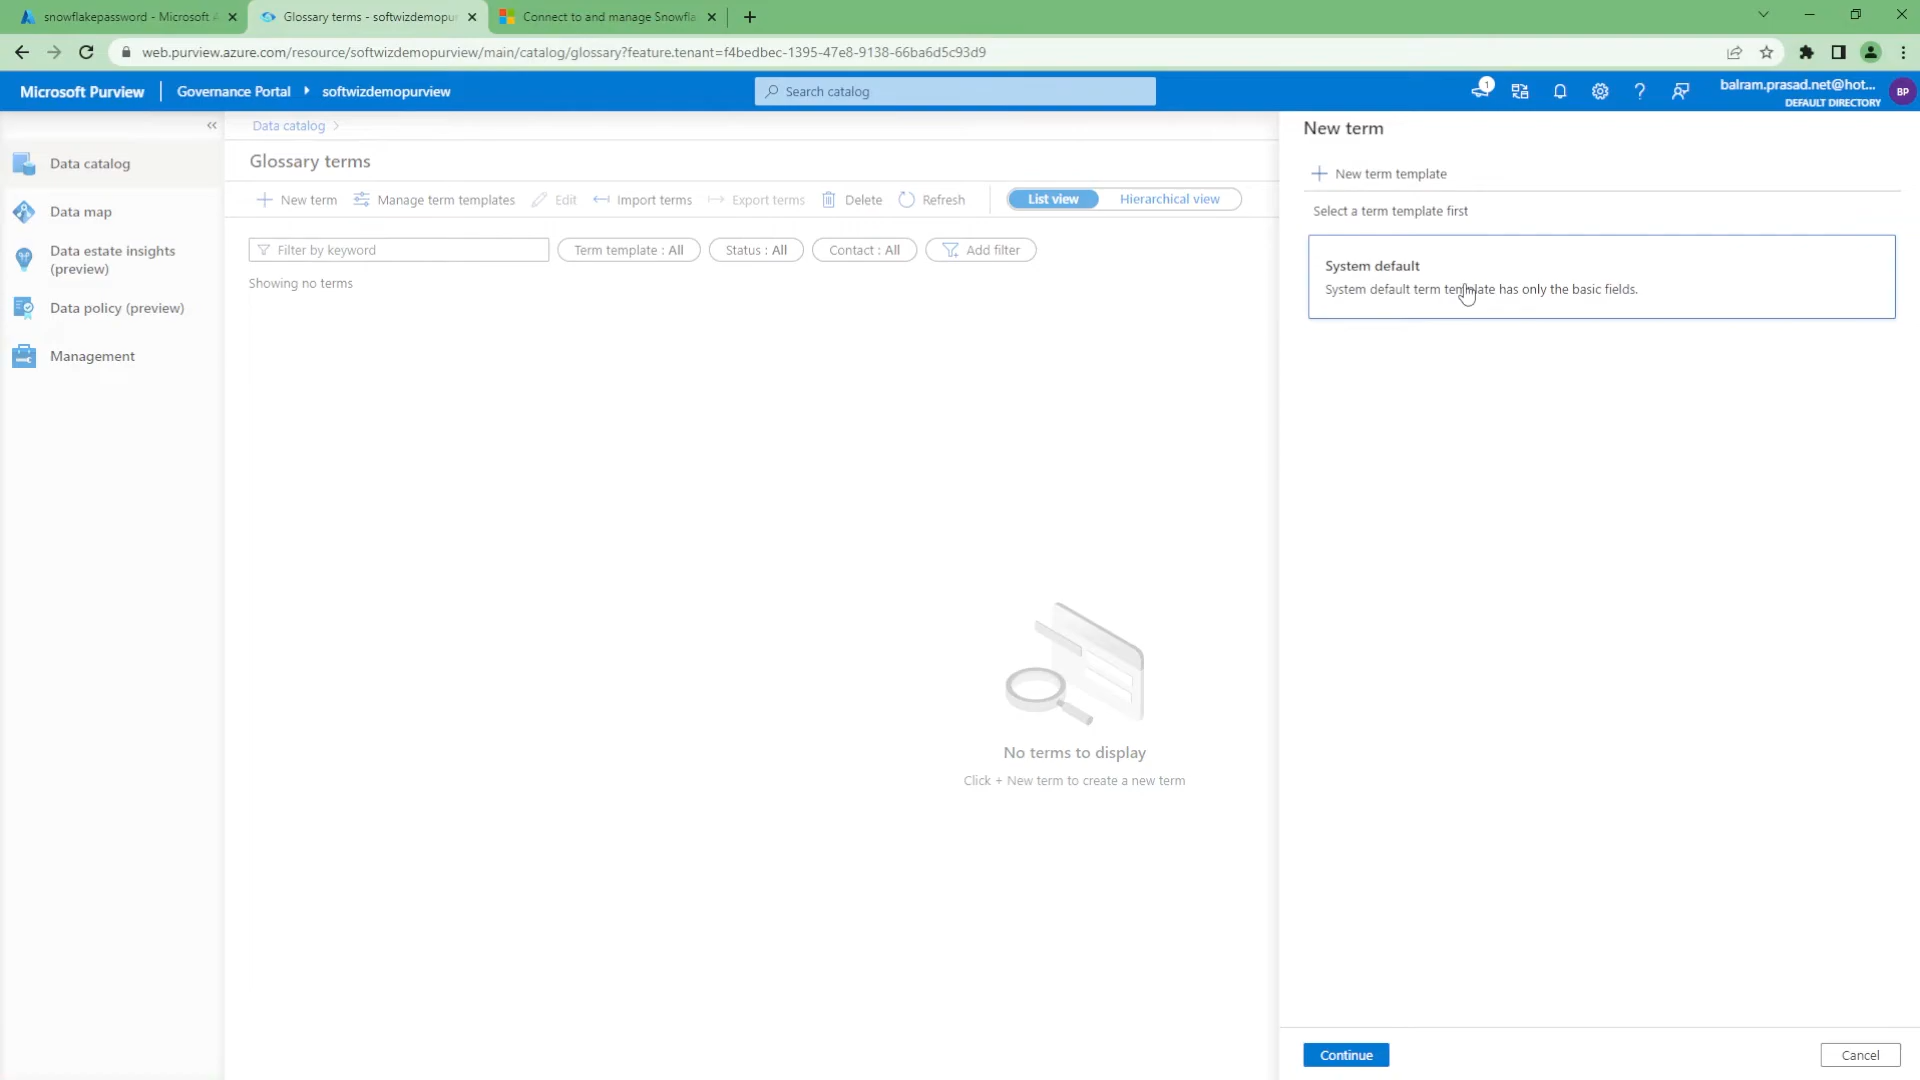 snowflakepassword - Microsoft A
Glossary terms - softwizdemopur
Connect to and manage Snowfla
web.purview.azure.com/resource/softwizdemopurview/main/catalog/glossary?feature.tenant=f4bedbec-1395-47e8-9138-66ba6d5c93d9
Microsoft Purview
Governance Portal
softwizdemopurview
Search catalog
1
balram.prasad.net@hot...
DEFAULT DIRECTORY
BP
Data catalog
Data map
Data estate insights
(preview)
Data policy (preview)
Management
Data catalog
Glossary terms
New term
Manage term templates
Edit
Import terms
Export terms
Delete
Refresh
List view
Hierarchical view
Filter by keyword
Term template : All
Status : All
Contact : All
Add filter
Showing no terms
No terms to display
Click + New term to create a new term
New term
New term template
Select a term template first
System default
System default term template has only the basic fields.
Continue
Cancel